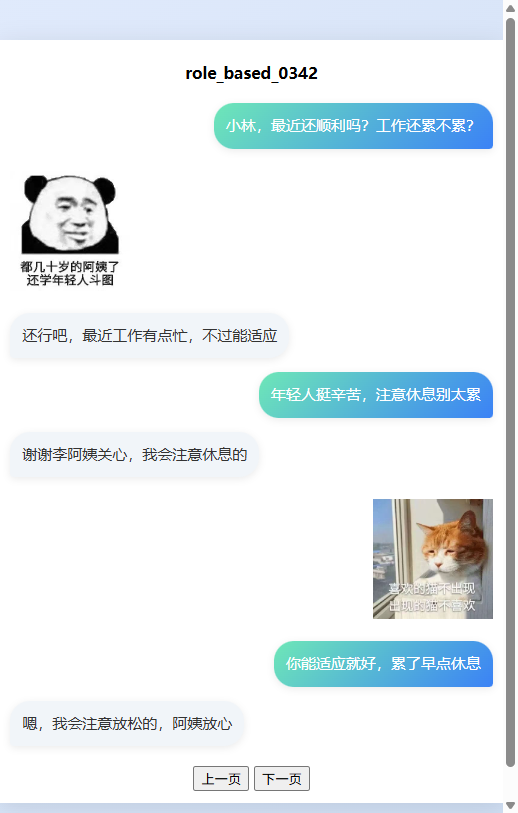 role_based_0342
小林，最近还顺利吗？工作还累不累？
都几十岁的阿姨了
还学年轻人斗图
还行吧，最近工作有点忙，不过能适应
年轻人挺辛苦，注意休息别太累
谢谢李阿姨关心，我会注意休息的
喜欢的猫不出现
出现的猫不喜欢
你能适应就好，累了早点休息
嗯，我会注意放松的，阿姨放心
上一页 下一页